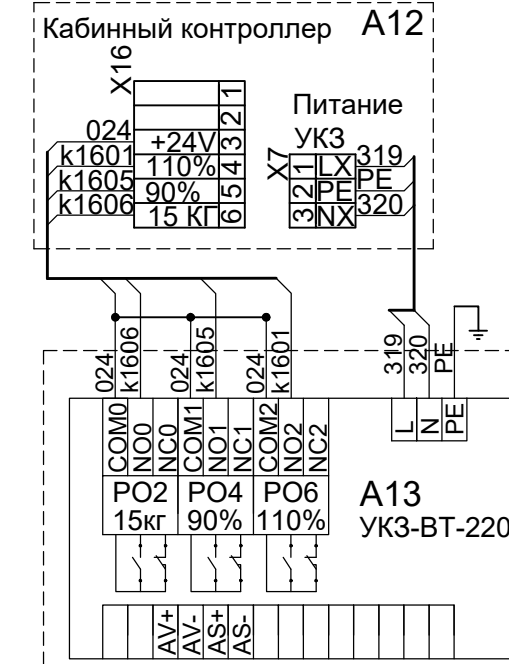 Кабинный контроллер A12
X16
1
2
024 +24V 3
k1601 110% 4
k1605 90% 5
k1606 15 КГ 6
Питание
УКЗ
X7
1 LX 319
2 PE PE
3 NX 320
024 k1606 024 k1605 024 k1601
319 320 PE
COM0 NO0 NC0 COM1 NO1 NC1 COM2 NO2 NC2
L N PE
PO2 PO4 PO6
15кг 90% 110%
A13
УКЗ-ВТ-220
AV+ AV- AS+ AS-